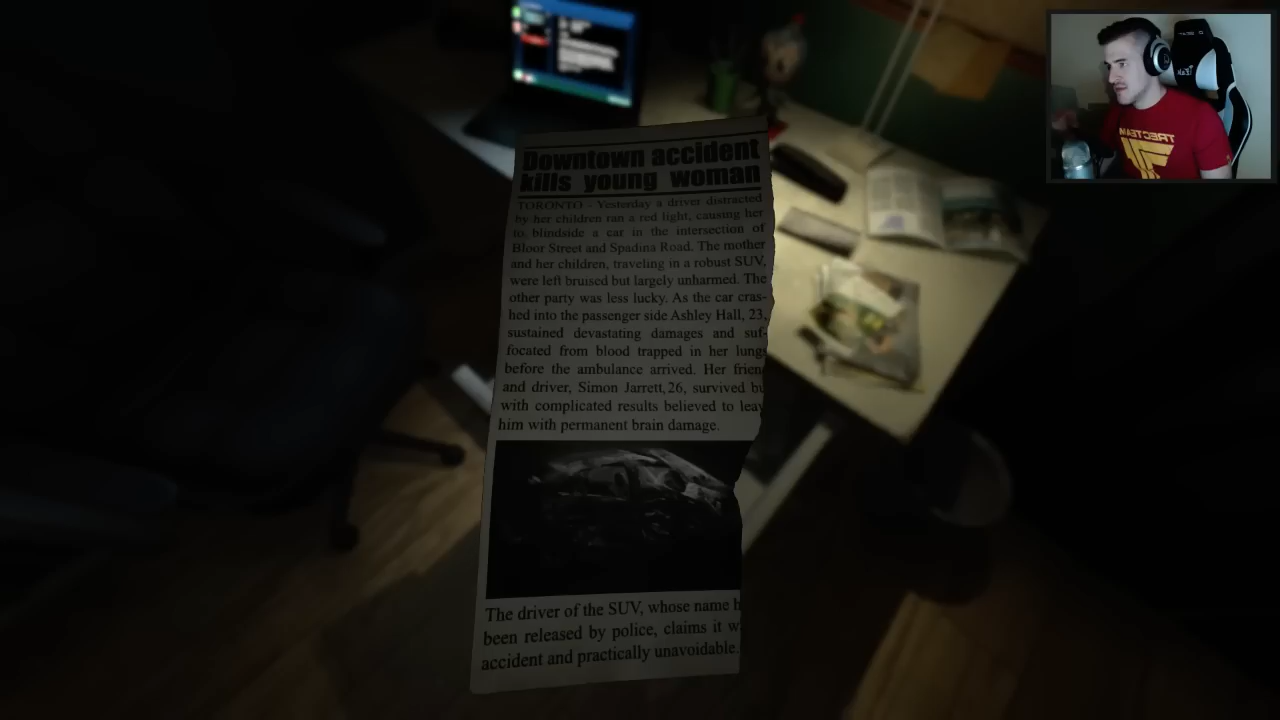 Downtown accident
kills young woman
TORONTO - Yesterday a driver distracted
by her children ran a red light, causing her
to blindside a car in the intersection of
Bloor Street and Spadina Road. The mother
and her children, traveling in a robust SUV,
were left bruised but largely unharmed. The
other party was less lucky. As the car cras-
hed into the passenger side Ashley Hall, 23,
sustained devastating damages and suf-
focated from blood trapped in her lungs
before the ambulance arrived. Her frien
and driver, Simon Jarrett, 26, survived bu
with complicated results believed to leav
him with permanent brain damage.
The driver of the SUV, whose name h
been released by police, claims it w
accident and practically unavoidable.
TREC TEAM